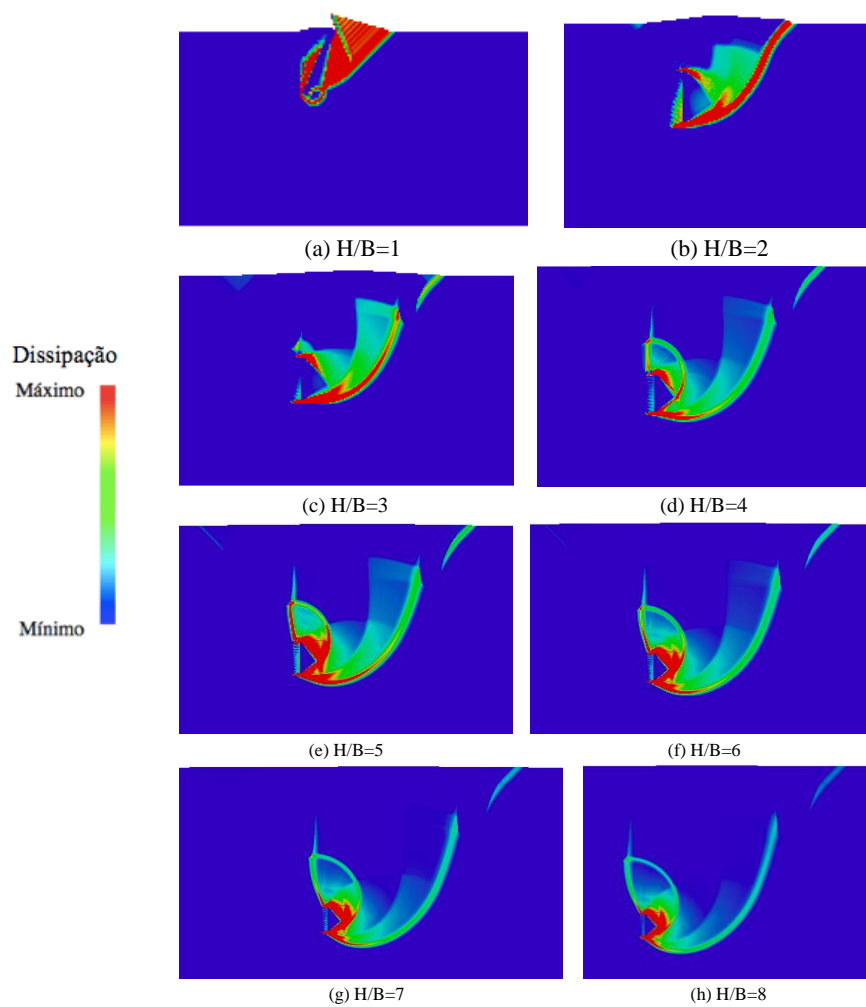 (a) H/B=1
(b) H/B=2
Dissipação
Máximo
Mínimo
(c) H/B=3
(d) H/B=4
(e) H/B=5
(f) H/B=6
(g) H/B=7
(h) H/B=8